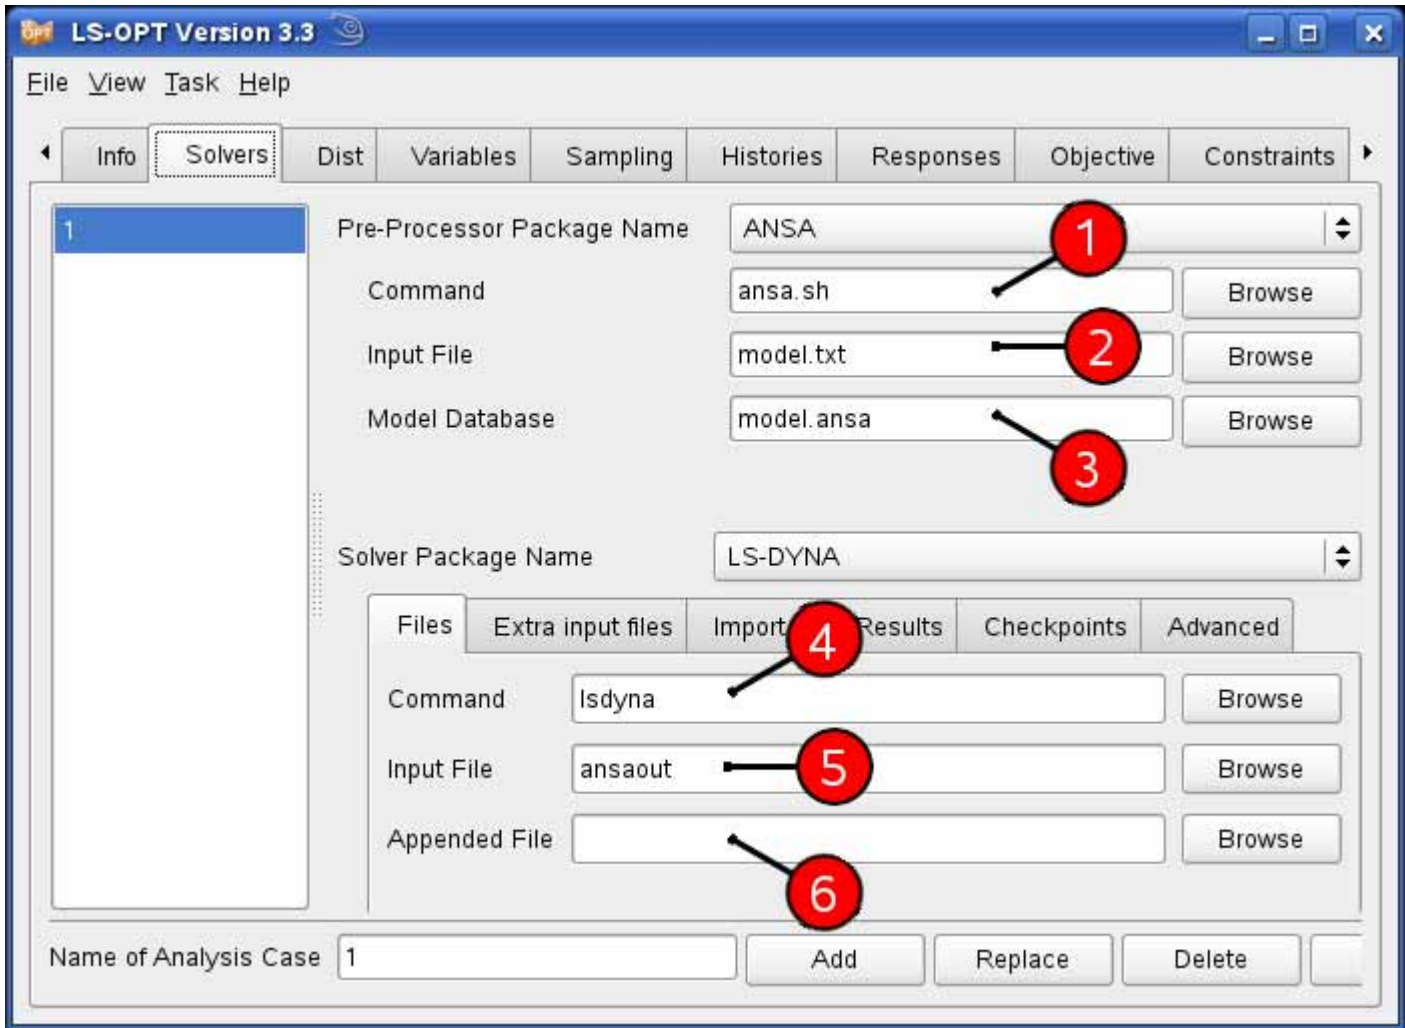 LS-OPT Version 3.3
File View Task Help
Info Solvers Dist Variables Sampling Histories Responses Objective Constraints
1
Pre-Processor Package Name ANSA
1
Command ansa.sh Browse
Input File model.txt 2 Browse
Model Database model.ansa Browse
3
Solver Package Name LS-DYNA
Files Extra input files Import Results Checkpoints Advanced
4
Command lsdyna Browse
Input File ansaout 5 Browse
Appended File Browse
6
Name of Analysis Case 1 Add Replace Delete